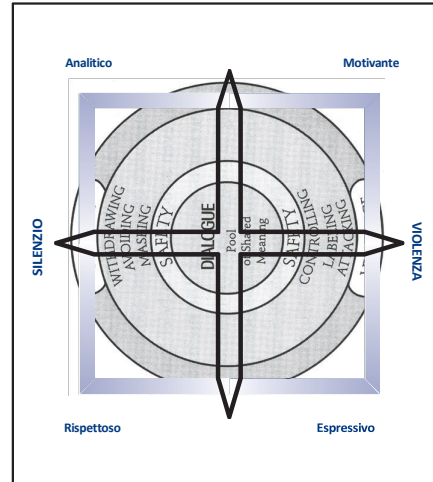 Analitico
Motivante
SILENZIO
WITHDRAWING
AVOIDING
MASKING
SAFETY
DIALOGUE
Pool
of Shared
Meaning
SAFETY
CONTROLLING
LABELING
ATTACKING
VIOLENZA
Rispettoso
Espressivo